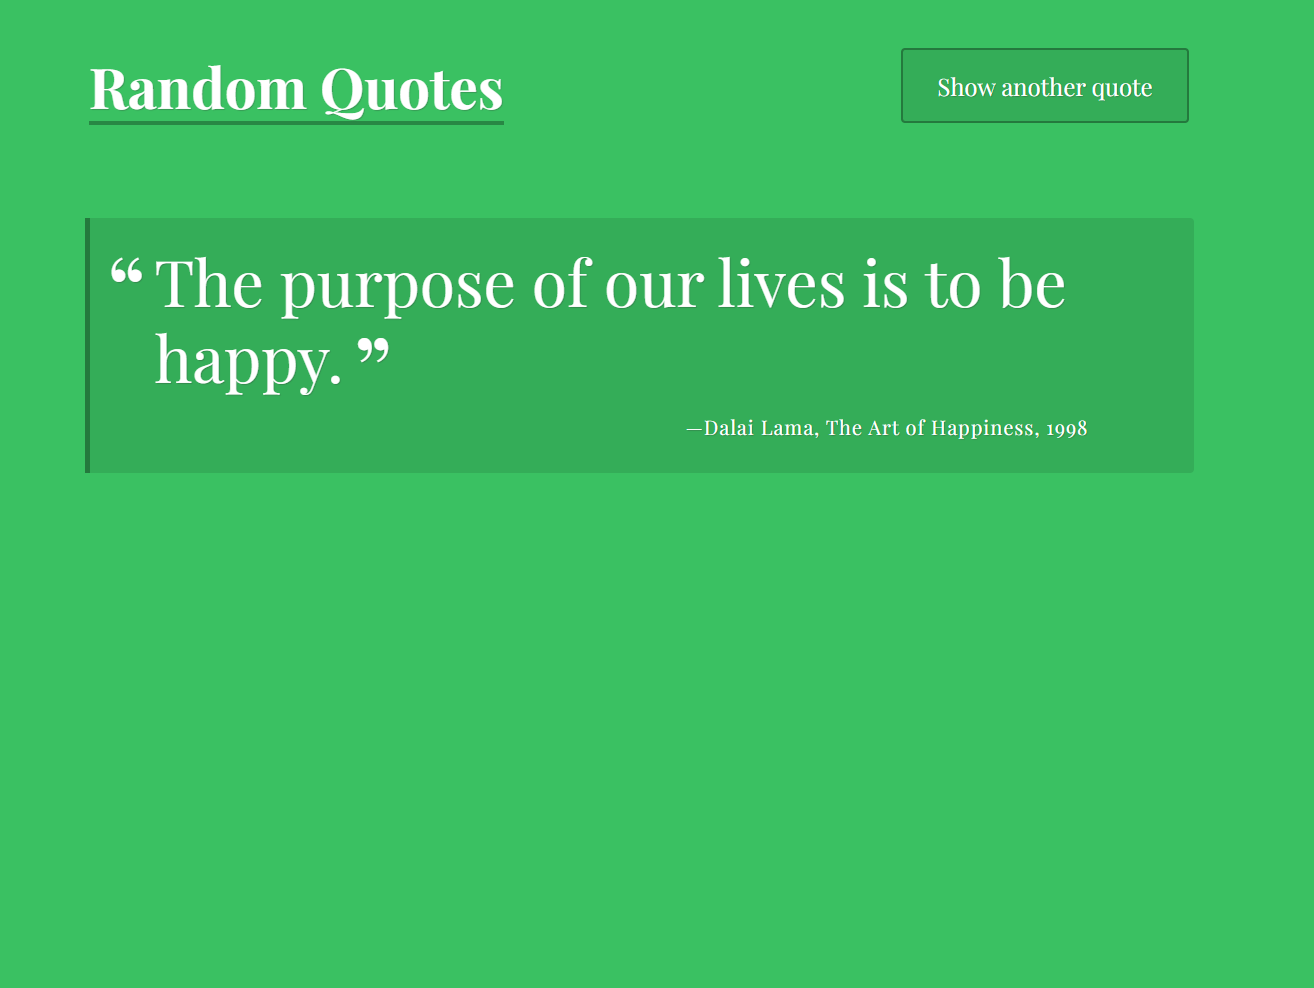 Random Quotes
Show another quote
“ The purpose of our lives is to be
happy. ”
—Dalai Lama, The Art of Happiness, 1998